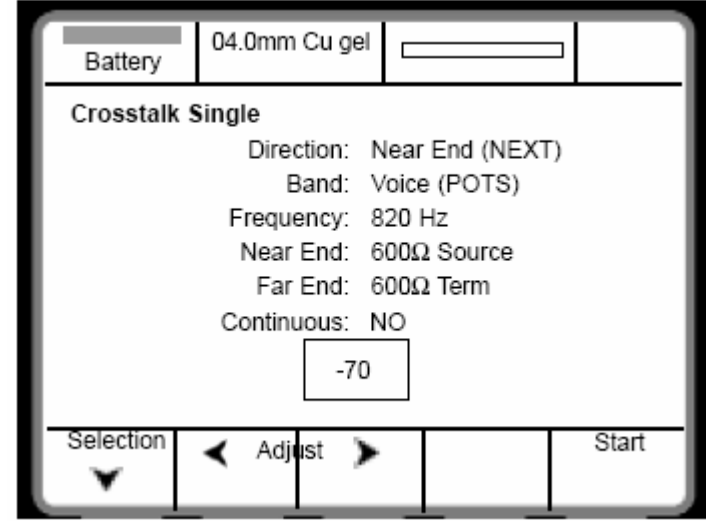 Battery
04.0mm Cu gel
Crosstalk Single
Direction: Near End (NEXT)
Band: Voice (POTS)
Frequency: 820 Hz
Near End: 600Ω Source
Far End: 600Ω Term
Continuous: NO
-70
Selection
Adjust
Start